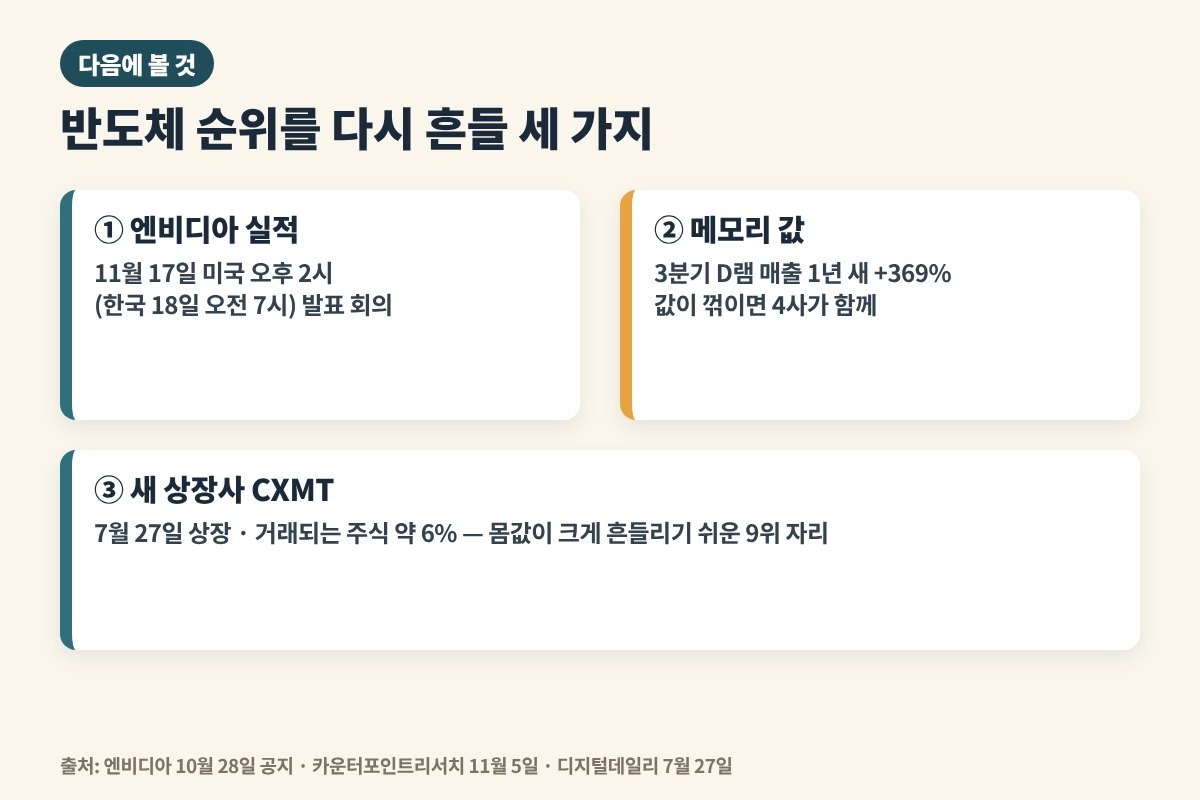 다음에 볼 것
반도체 순위를 다시 흔들 세 가지
① 엔비디아 실적
11월 17일 미국 오후 2시
(한국 18일 오전 7시) 발표 회의
② 메모리 값
3분기 D램 매출 1년 새 +369%
값이 꺾이면 4사가 함께
③ 새 상장사 CXMT
7월 27일 상장 · 거래되는 주식 약 6% — 몸값이 크게 흔들리기 쉬운 9위 자리
출처: 엔비디아 10월 28일 공지 · 카운터포인트리서치 11월 5일 · 디지털데일리 7월 27일